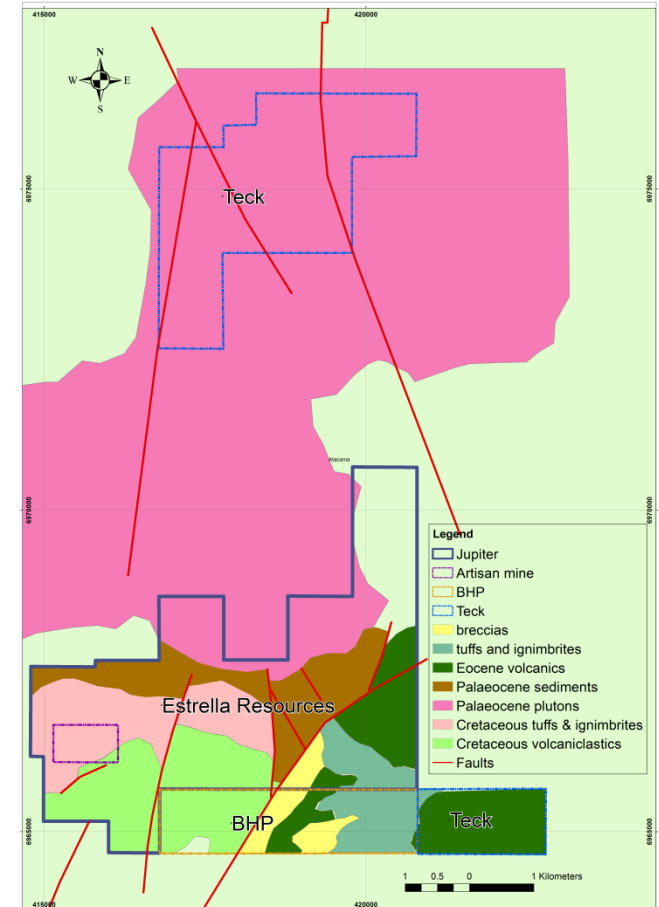 415000
420000
N
W
E
S
6975000
6975000
Teck
Atacama
6970000
6970000
Legend
Jupiter
Artisan mine
BHP
Teck
breccias
tuffs and ignimbrites
Eocene volcanics
Palaeocene sediments
Palaeocene plutons
Cretaceous tuffs & ignimbrites
Cretaceous volcaniclastics
Faults
Estrella Resources
BHP
Teck
6965000
6965000
1 0.5 0 1 Kilometers
415000
420000